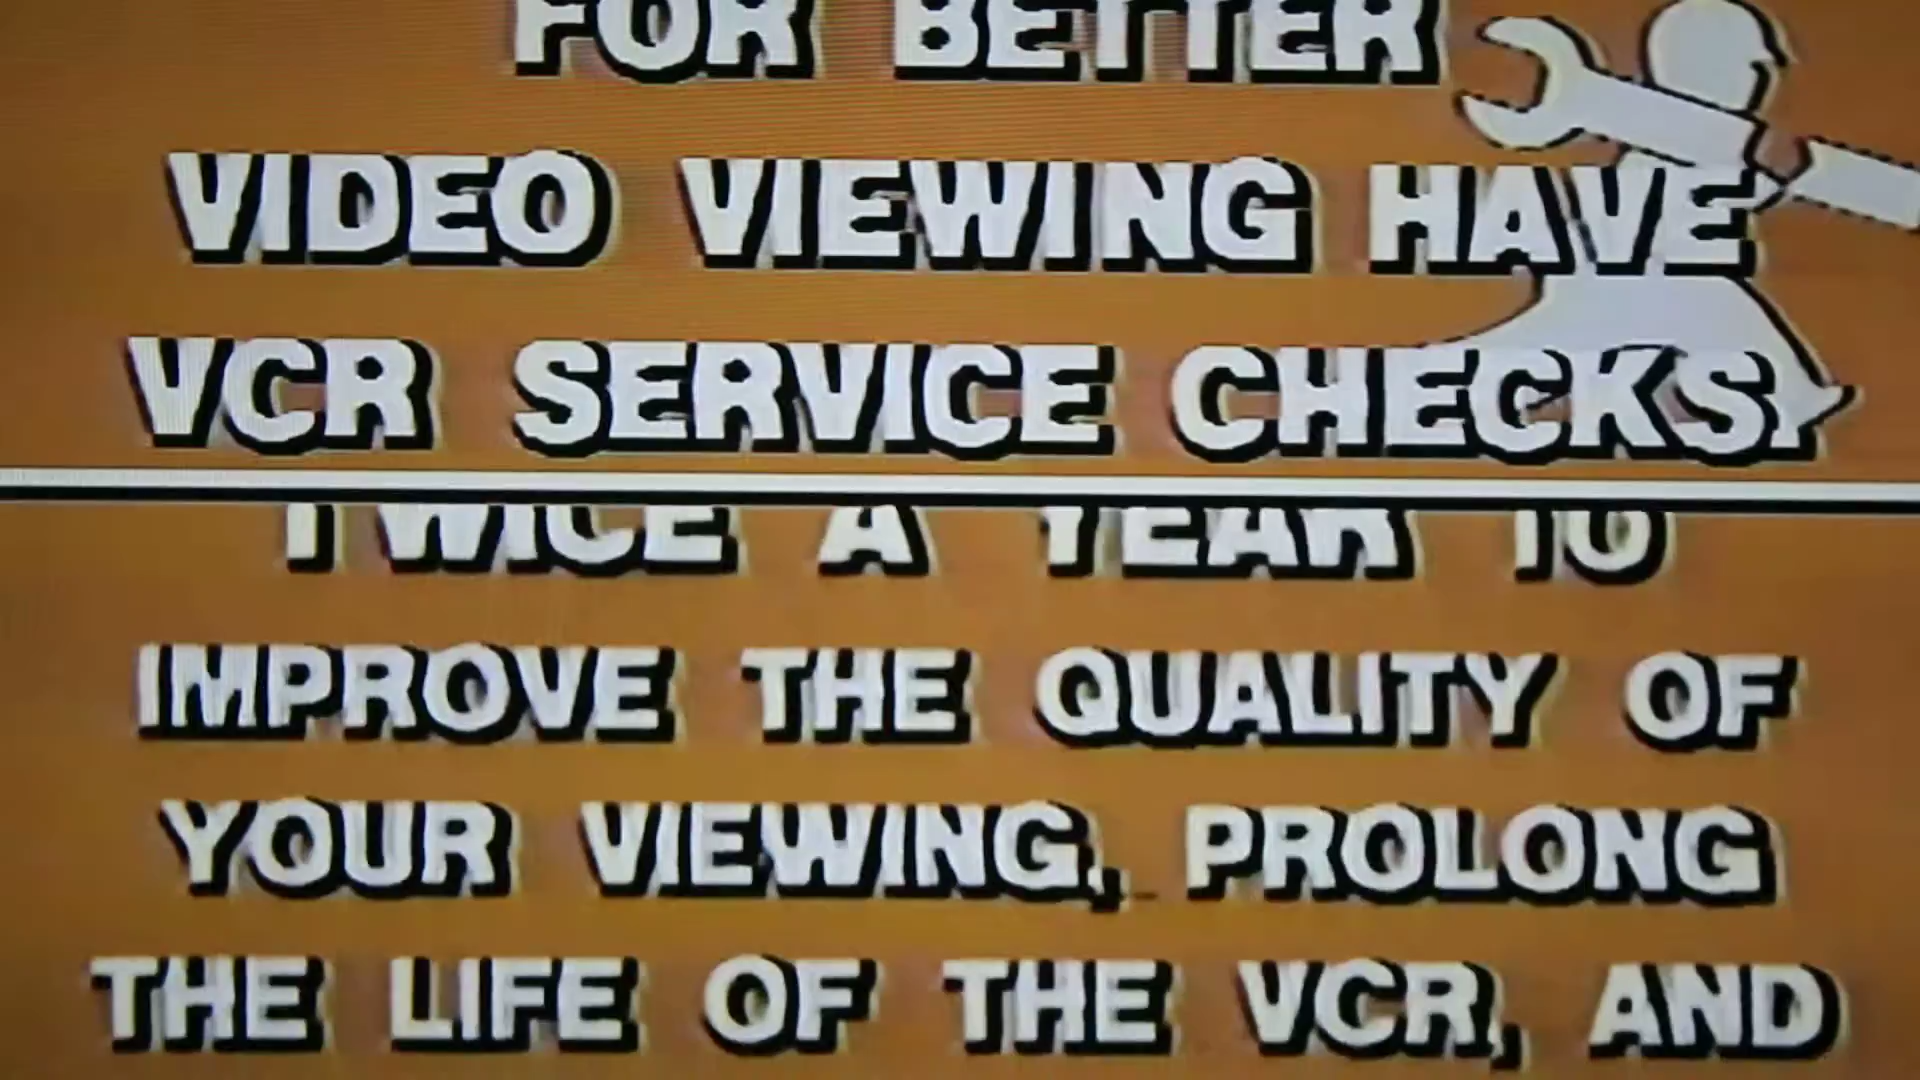 FOR BETTER
VIDEO VIEWING HAVE
VCR SERVICE CHECKS.
TWICE A YEAR TO
IMPROVE THE QUALITY OF
YOUR VIEWING, PROLONG
THE LIFE OF THE VCR, AND